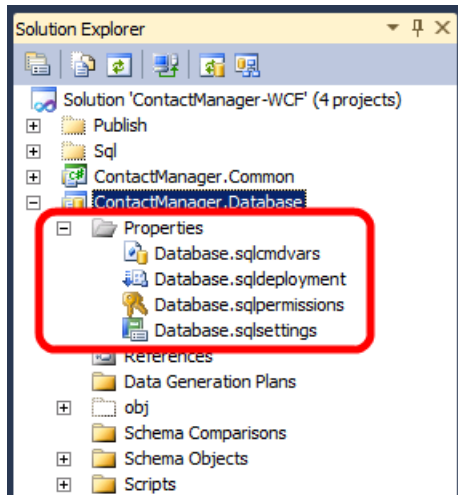 Solution Explorer
Solution 'ContactManager-WCF' (4 projects)
Publish
Sql
ContactManager.Common
ContactManager.Database
Properties
Database.sqlcmdvars
Database.sqldeployment
Database.sqlpermissions
Database.sqlsettings
References
Data Generation Plans
obj
Schema Comparisons
Schema Objects
Scripts